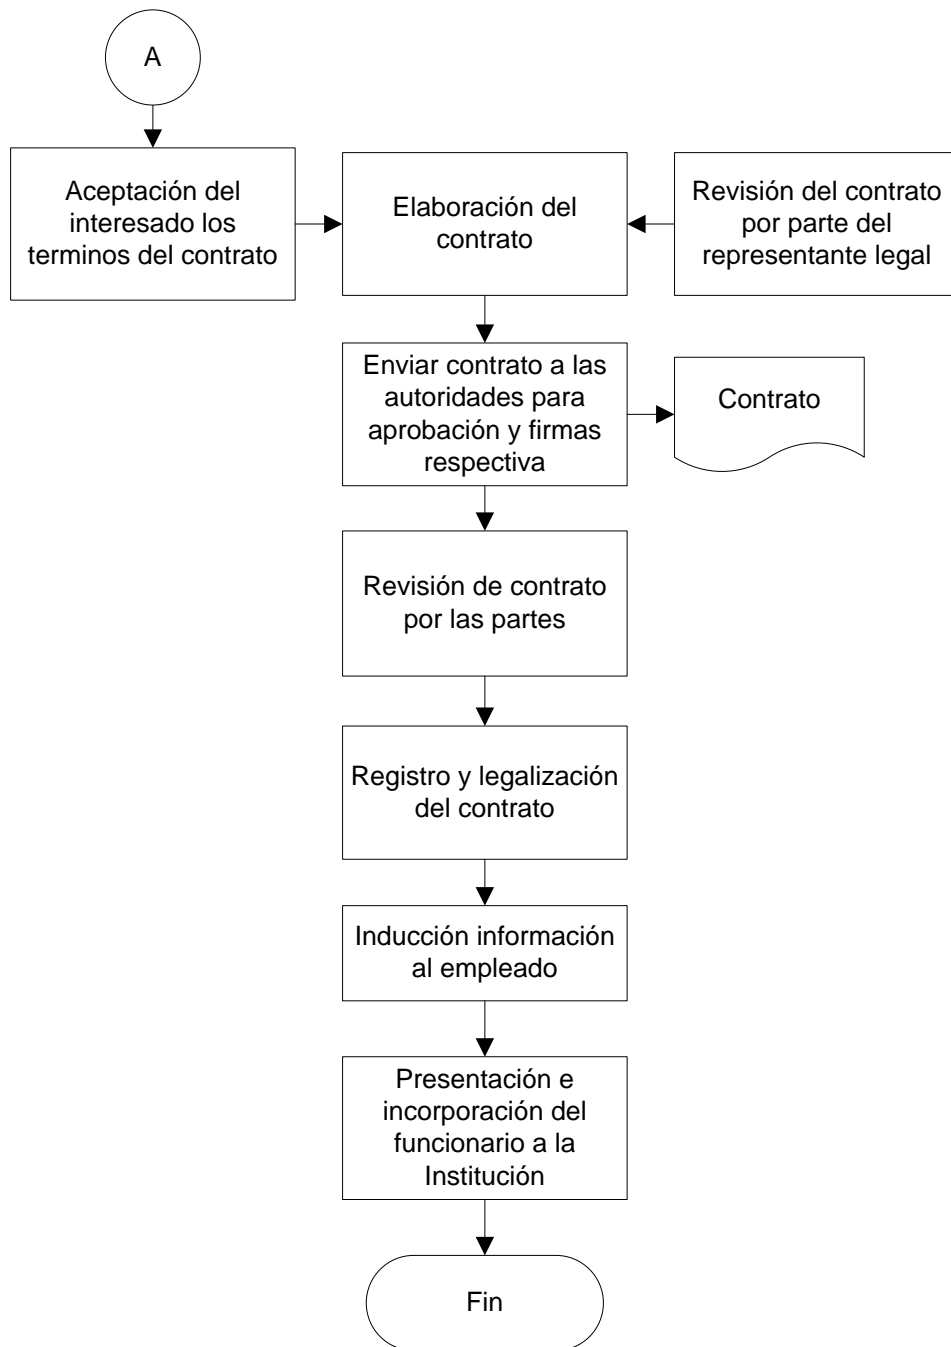 A
Aceptación del
interesado los
terminos del contrato
Elaboración del
contrato
Revisión del contrato
por parte del
representante legal
Enviar contrato a las
autoridades para
aprobación y firmas
respectiva
Contrato
Revisión de contrato
por las partes
Registro y legalización
del contrato
Inducción información
al empleado
Presentación e
incorporación del
funcionario a la
Institución
Fin